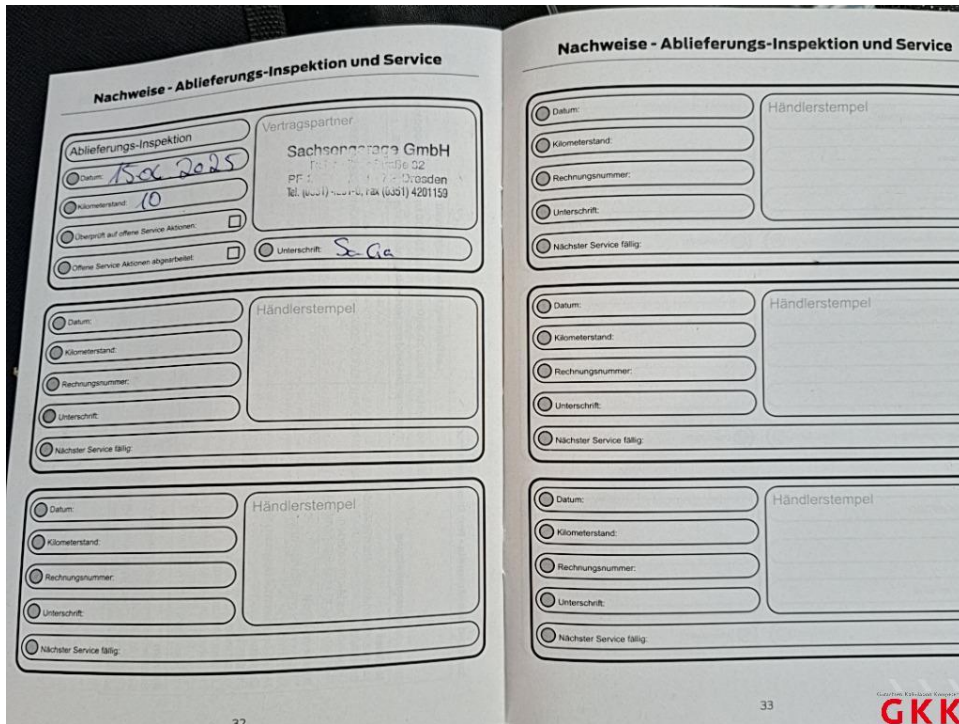 Nachweise - Ablieferungs-Inspektion und Service
Ablieferungs-Inspektion
Datum: 15.06.2025
Kilometerstand: 10
Überprüft auf offene Service Aktionen:
Offene Service Aktionen abgearbeitet:
Vertragspartner
Sachsengarage GmbH
PF
Dresden
Tel. Fax (0351) 4201159
Unterschrift: SaGa
Datum:
Kilometerstand:
Rechnungsnummer:
Unterschrift:
Nächster Service fällig:
Händlerstempel
Datum:
Kilometerstand:
Rechnungsnummer:
Unterschrift:
Nächster Service fällig:
Händlerstempel
32
Nachweise - Ablieferungs-Inspektion und Service
Datum:
Kilometerstand:
Rechnungsnummer:
Unterschrift:
Nächster Service fällig:
Händlerstempel
Datum:
Kilometerstand:
Rechnungsnummer:
Unterschrift:
Nächster Service fällig:
Händlerstempel
Datum:
Kilometerstand:
Rechnungsnummer:
Unterschrift:
Nächster Service fällig:
Händlerstempel
33
GKK